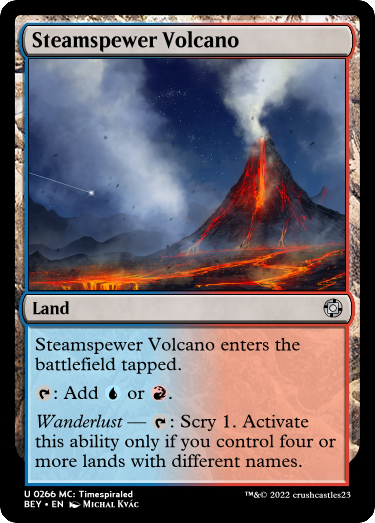 Steamspewer Volcano
Land
Steamspewer Volcano enters the
battlefield tapped.
: Add or .
Wanderlust — : Scry 1. Activate
this ability only if you control four or
more lands with different names.
U 0266 MC: Timespiraled
BEY • EN Michal Kvác
™&© 2022 crushcastles23